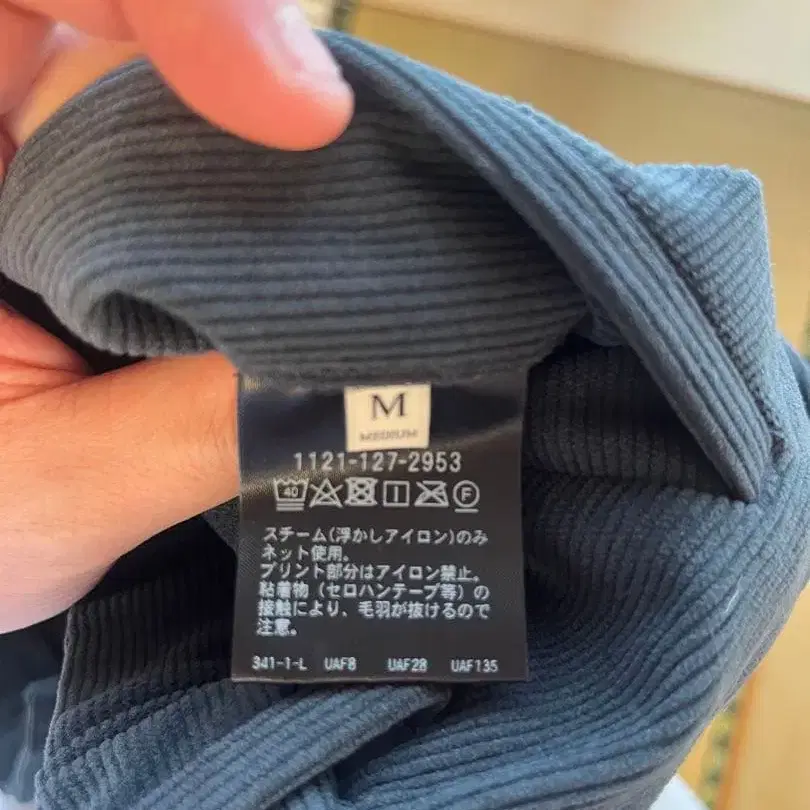 M
MEDIUM
1121-127-2953
40
F
スチーム(浮かしアイロン)のみ
ネット使用。
プリント部分はアイロン禁止。
粘着物(セロハンテープ等)の
接触により、毛羽が抜けるので
注意。
341-1-L UAF8 UAF28 UAF135